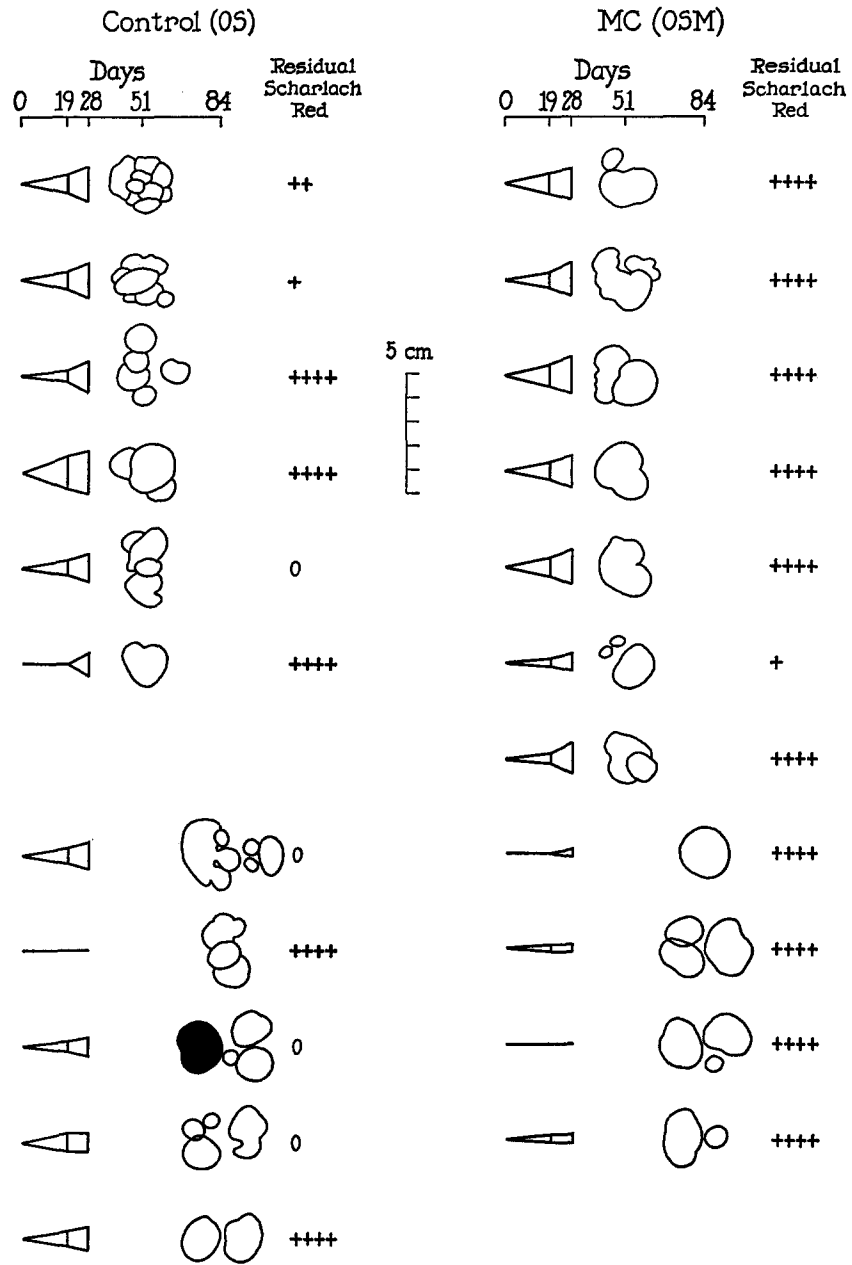 Control (OS)
MC (OSM)
Days
Residual
Scharlach
Red
0 19 28 51 84
Days
Residual
Scharlach
Red
0 19 28 51 84
++
++++
+
++++
5 cm
++++
++++
++++
++++
0
++++
++++
+
++++
0
++++
++++
++++
0
++++
0
++++
++++